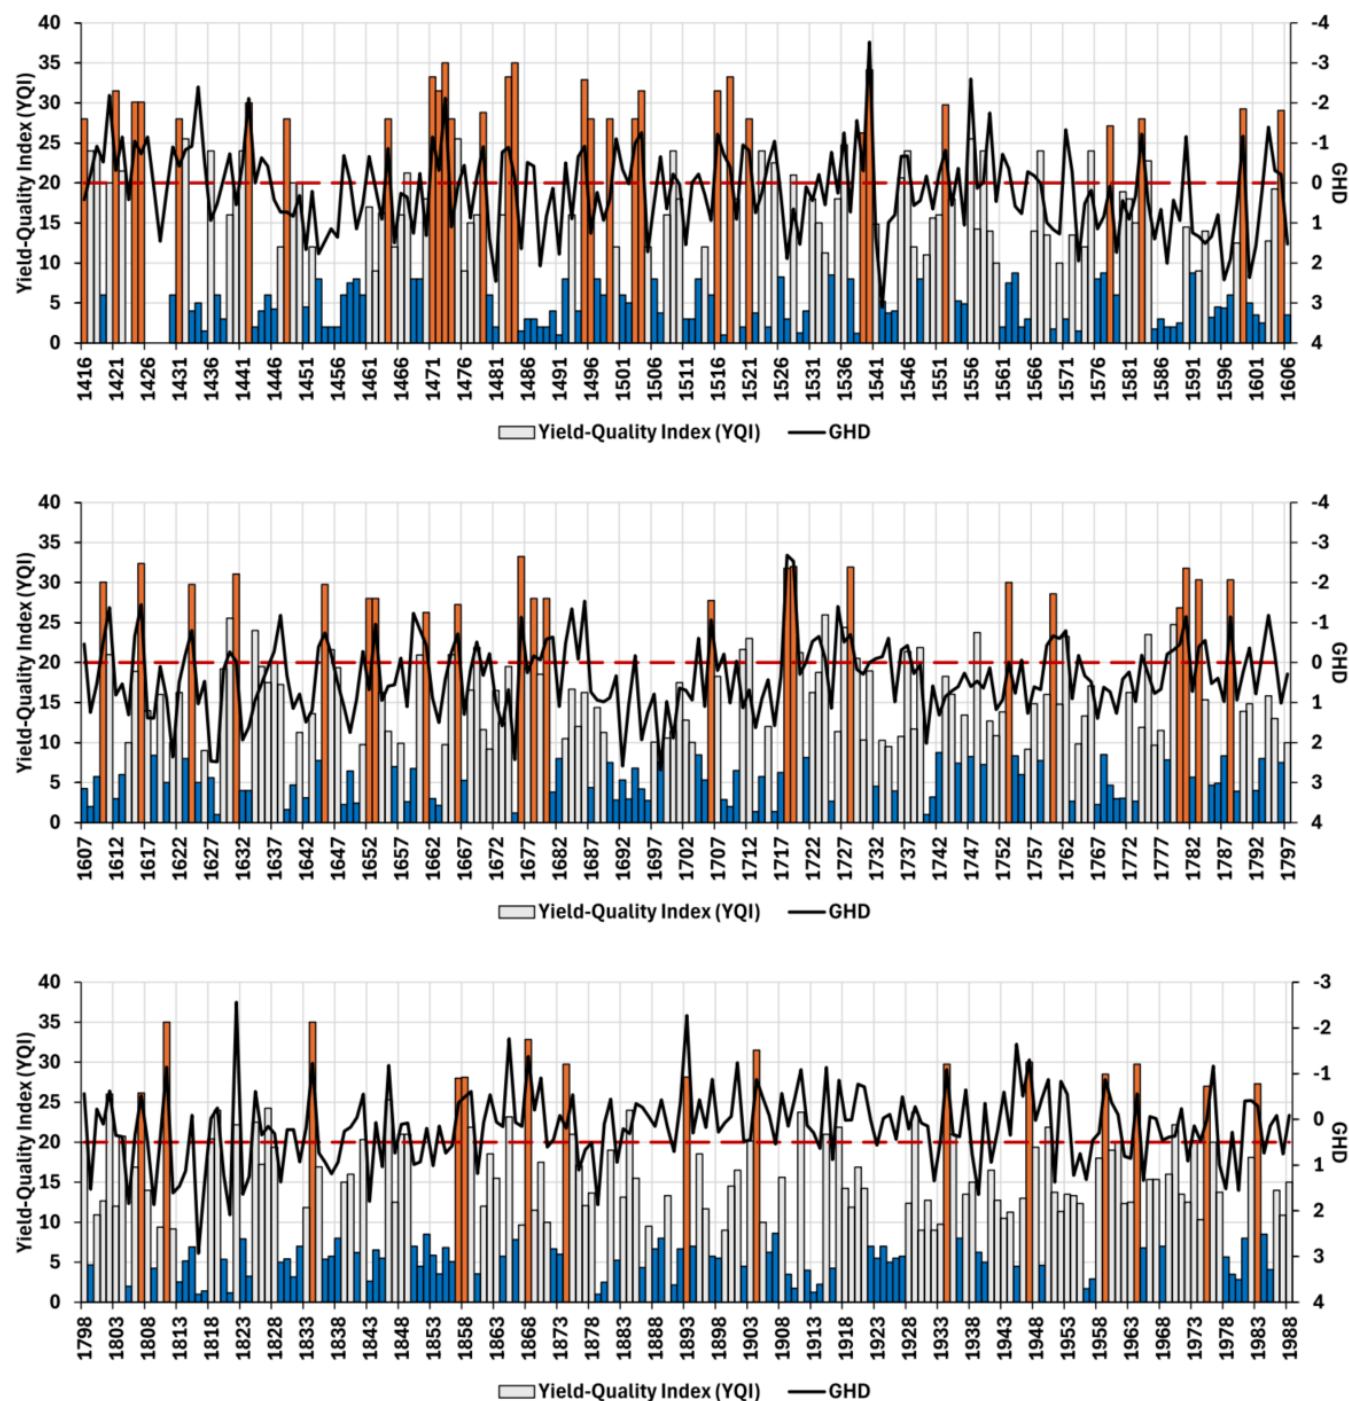 40 -4
35 -3
30 -2
25 -1
20 0
15 1
10 2
5 3
0 4
Yield-Quality Index (YQI)
GHD
1416 1421 1426 1431 1436 1441 1446 1451 1456 1461 1466 1471 1476 1481 1486 1491 1496 1501 1506 1511 1516 1521 1526 1531 1536 1541 1546 1551 1556 1561 1566 1571 1576 1581 1586 1591 1596 1601 1606
Yield-Quality Index (YQI) GHD
40 -4
35 -3
30 -2
25 -1
20 0
15 1
10 2
5 3
0 4
Yield-Quality Index (YQI)
GHD
1607 1612 1617 1622 1627 1632 1637 1642 1647 1652 1657 1662 1667 1672 1677 1682 1687 1692 1697 1702 1707 1712 1717 1722 1727 1732 1737 1742 1747 1752 1757 1762 1767 1772 1777 1782 1787 1792 1797
Yield-Quality Index (YQI) GHD
40 -3
35 -2
30 -1
25 0
20 1
15 2
10 3
5 4
0
Yield-Quality Index (YQI)
GHD
1798 1803 1808 1813 1818 1823 1828 1833 1838 1843 1848 1853 1858 1863 1868 1873 1878 1883 1888 1893 1898 1903 1908 1913 1918 1923 1928 1933 1938 1943 1948 1953 1958 1963 1968 1973 1978 1983 1988
Yield-Quality Index (YQI) GHD